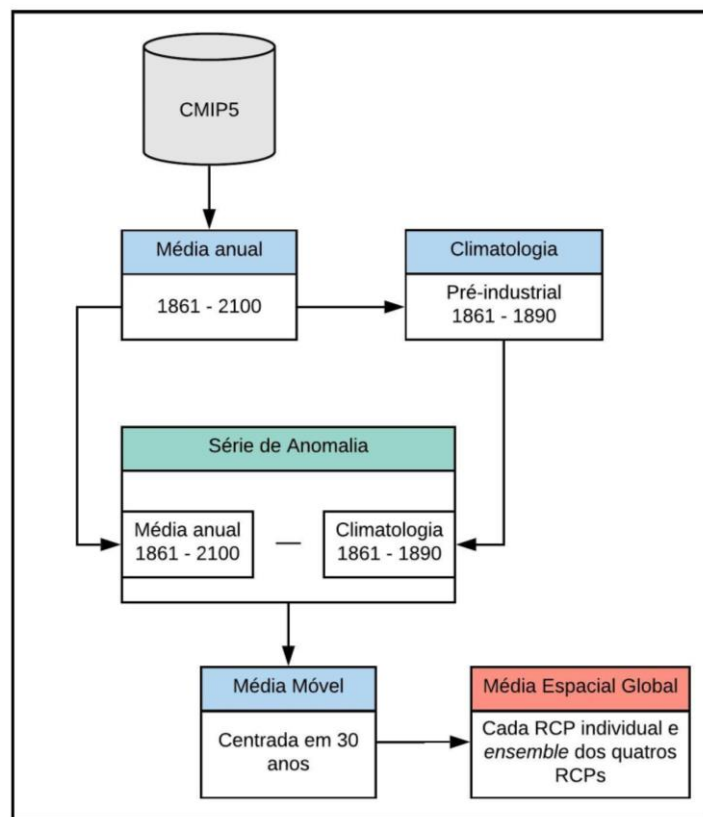 CMIP5
Média anual
1861 - 2100
Climatologia
Pré-industrial
1861 - 1890
Série de Anomalia
Média anual
1861 - 2100
—
Climatologia
1861 - 1890
Média Móvel
Centrada em 30
anos
Média Espacial Global
Cada RCP individual e
ensemble dos quatros
RCPs